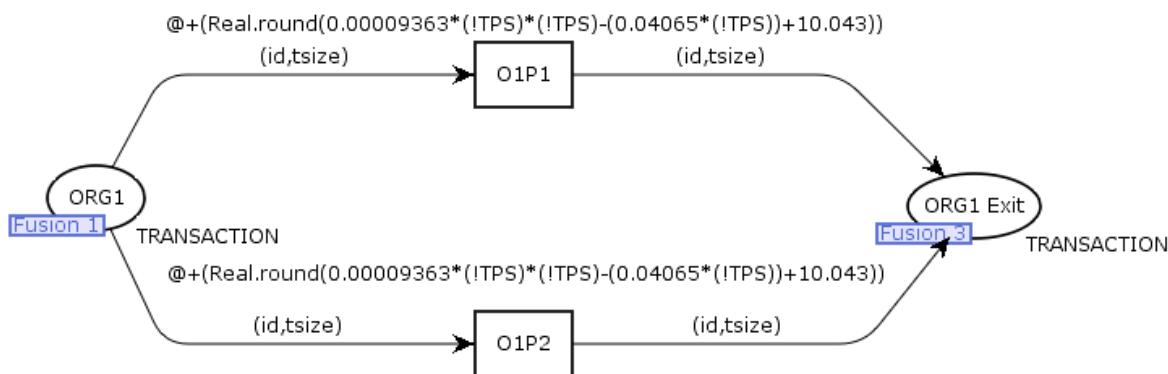 @+(Real.round(0.00009363*(!TPS)*(!TPS)-(0.04065*(!TPS))+10.043))
(id,tsize)
(id,tsize)
O1P1
ORG1
Fusion 1
TRANSACTION
ORG1 Exit
Fusion 3
TRANSACTION
@+(Real.round(0.00009363*(!TPS)*(!TPS)-(0.04065*(!TPS))+10.043))
(id,tsize)
(id,tsize)
O1P2